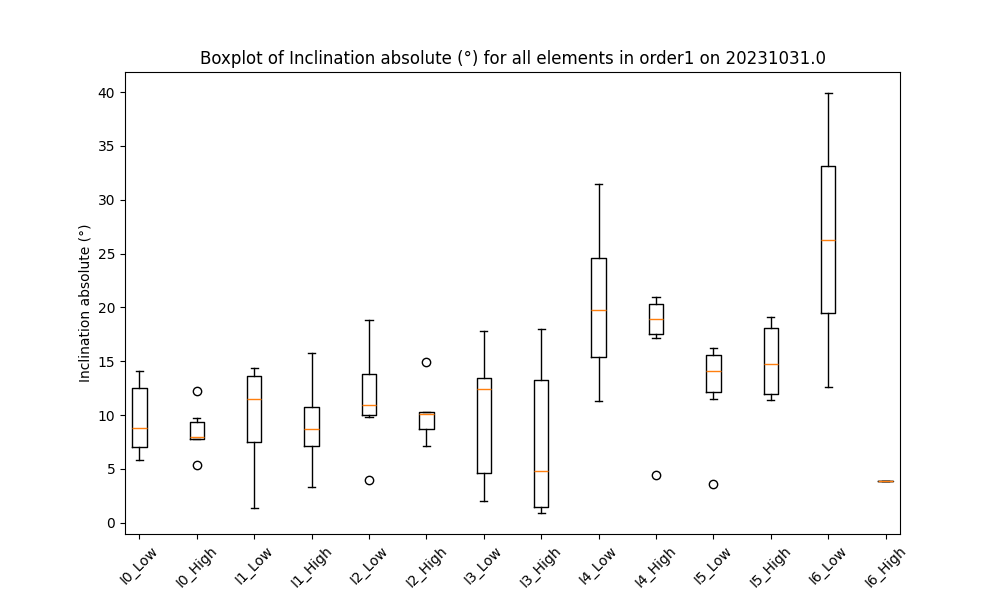 Boxplot of Inclination absolute (°) for all elements in order1 on 20231031.0
Inclination absolute (°)
40
35
30
25
20
15
10
5
0
I0_Low
I0_High
I1_Low
I1_High
I2_Low
I2_High
I3_Low
I3_High
I4_Low
I4_High
I5_Low
I5_High
I6_Low
I6_High